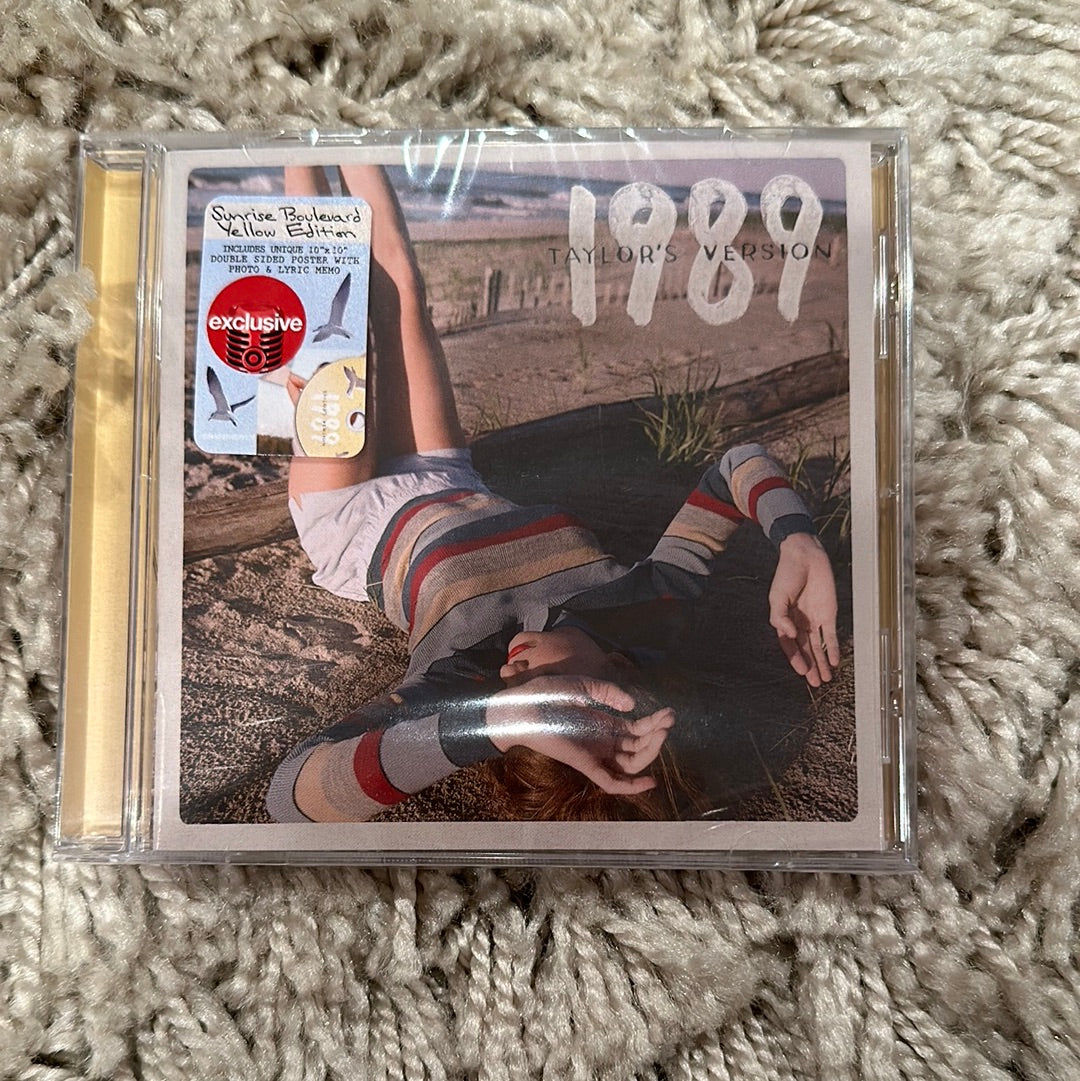 Sunrise Boulevard
Yellow Edition
INCLUDES UNIQUE 10"x10"
DOUBLE SIDED POSTER WITH
PHOTO & LYRIC MEMO
exclusive
1989
1989
TAYLOR'S VERSION